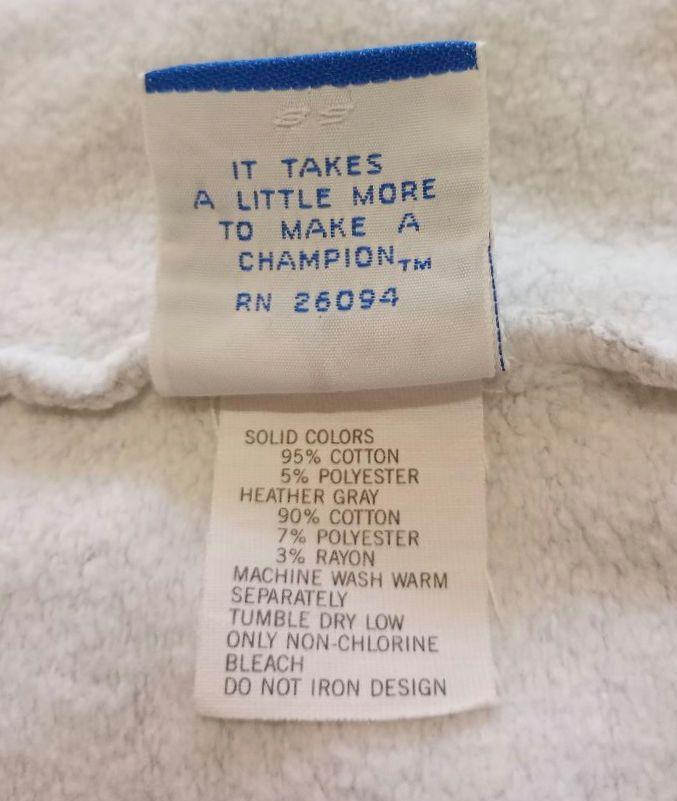 IT TAKES
A LITTLE MORE
TO MAKE A
CHAMPION™
RN 26094
SOLID COLORS
95% COTTON
5% POLYESTER
HEATHER GRAY
90% COTTON
7% POLYESTER
3% RAYON
MACHINE WASH WARM
SEPARATELY
TUMBLE DRY LOW
ONLY NON-CHLORINE
BLEACH
DO NOT IRON DESIGN